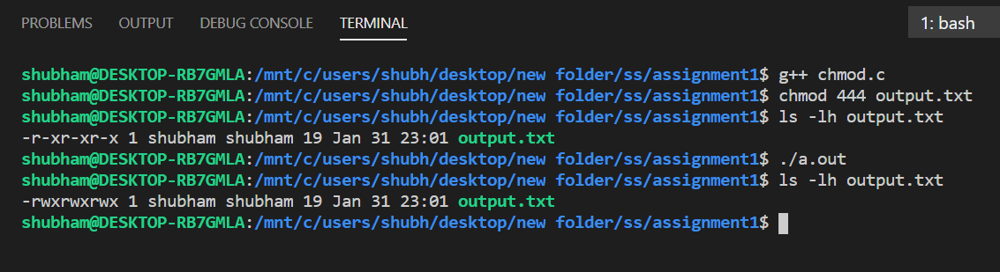 PROBLEMS OUTPUT DEBUG CONSOLE TERMINAL 1: bash
shubham@DESKTOP-RB7GMLA:/mnt/c/users/shubh/desktop/new folder/ss/assignment1$ g++ chmod.c
shubham@DESKTOP-RB7GMLA:/mnt/c/users/shubh/desktop/new folder/ss/assignment1$ chmod 444 output.txt
shubham@DESKTOP-RB7GMLA:/mnt/c/users/shubh/desktop/new folder/ss/assignment1$ ls -lh output.txt
-r-xr-xr-x 1 shubham shubham 19 Jan 31 23:01 output.txt
shubham@DESKTOP-RB7GMLA:/mnt/c/users/shubh/desktop/new folder/ss/assignment1$ ./a.out
shubham@DESKTOP-RB7GMLA:/mnt/c/users/shubh/desktop/new folder/ss/assignment1$ ls -lh output.txt
-rwxrwxrwx 1 shubham shubham 19 Jan 31 23:01 output.txt
shubham@DESKTOP-RB7GMLA:/mnt/c/users/shubh/desktop/new folder/ss/assignment1$